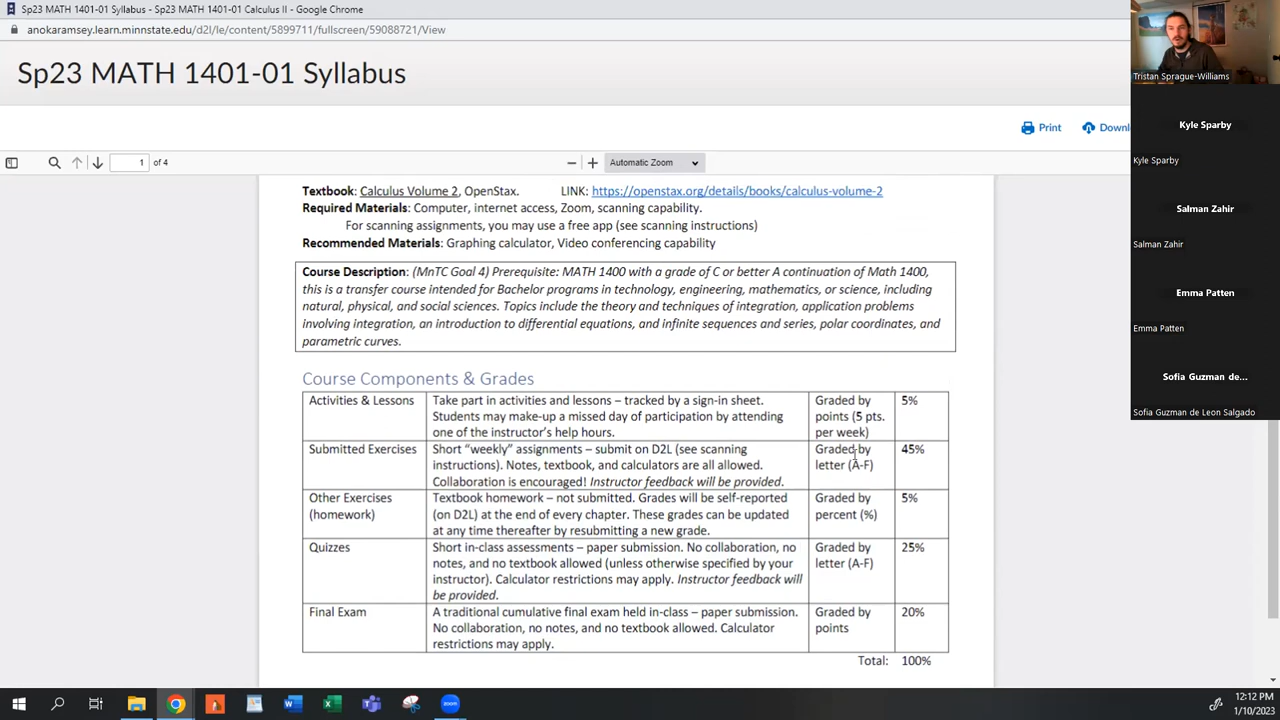 Sp23 MATH 1401-01 Syllabus - Sp23 MATH 1401-01 Calculus II - Google Chrome
anokaramsey.learn.minnstate.edu/d2l/le/content/5899711/fullscreen/59088721/View
Sp23 MATH 1401-01 Syllabus
Print
Downl
1 of 4
Automatic Zoom
Textbook: Calculus Volume 2, OpenStax. LINK: https://openstax.org/details/books/calculus-volume-2
Required Materials: Computer, internet access, Zoom, scanning capability.
For scanning assignments, you may use a free app (see scanning instructions)
Recommended Materials: Graphing calculator, Video conferencing capability
Course Description: (MnTC Goal 4) Prerequisite: MATH 1400 with a grade of C or better A continuation of Math 1400,
this is a transfer course intended for Bachelor programs in technology, engineering, mathematics, or science, including
natural, physical, and social sciences. Topics include the theory and techniques of integration, application problems
involving integration, an introduction to differential equations, and infinite sequences and series, polar coordinates, and
parametric curves.
Course Components & Grades
Activities & Lessons
Take part in activities and lessons – tracked by a sign-in sheet.
Students may make-up a missed day of participation by attending
one of the instructor's help hours.
Graded by
points (5 pts.
per week)
5%
Submitted Exercises
Short “weekly” assignments – submit on D2L (see scanning
instructions). Notes, textbook, and calculators are all allowed.
Collaboration is encouraged! Instructor feedback will be provided.
Graded by
letter (A-F)
45%
Other Exercises
(homework)
Textbook homework – not submitted. Grades will be self-reported
(on D2L) at the end of every chapter. These grades can be updated
at any time thereafter by resubmitting a new grade.
Graded by
percent (%)
5%
Quizzes
Short in-class assessments – paper submission. No collaboration, no
notes, and no textbook allowed (unless otherwise specified by your
instructor). Calculator restrictions may apply. Instructor feedback will
be provided.
Graded by
letter (A-F)
25%
Final Exam
A traditional cumulative final exam held in-class – paper submission.
No collaboration, no notes, and no textbook allowed. Calculator
restrictions may apply.
Graded by
points
20%
Total: 100%
Tristan Sprague-Williams
Kyle Sparby
Kyle Sparby
Salman Zahir
Salman Zahir
Emma Patten
Emma Patten
Sofia Guzman de...
Sofia Guzman de Leon Salgado
zoom
12:12 PM
1/10/2023